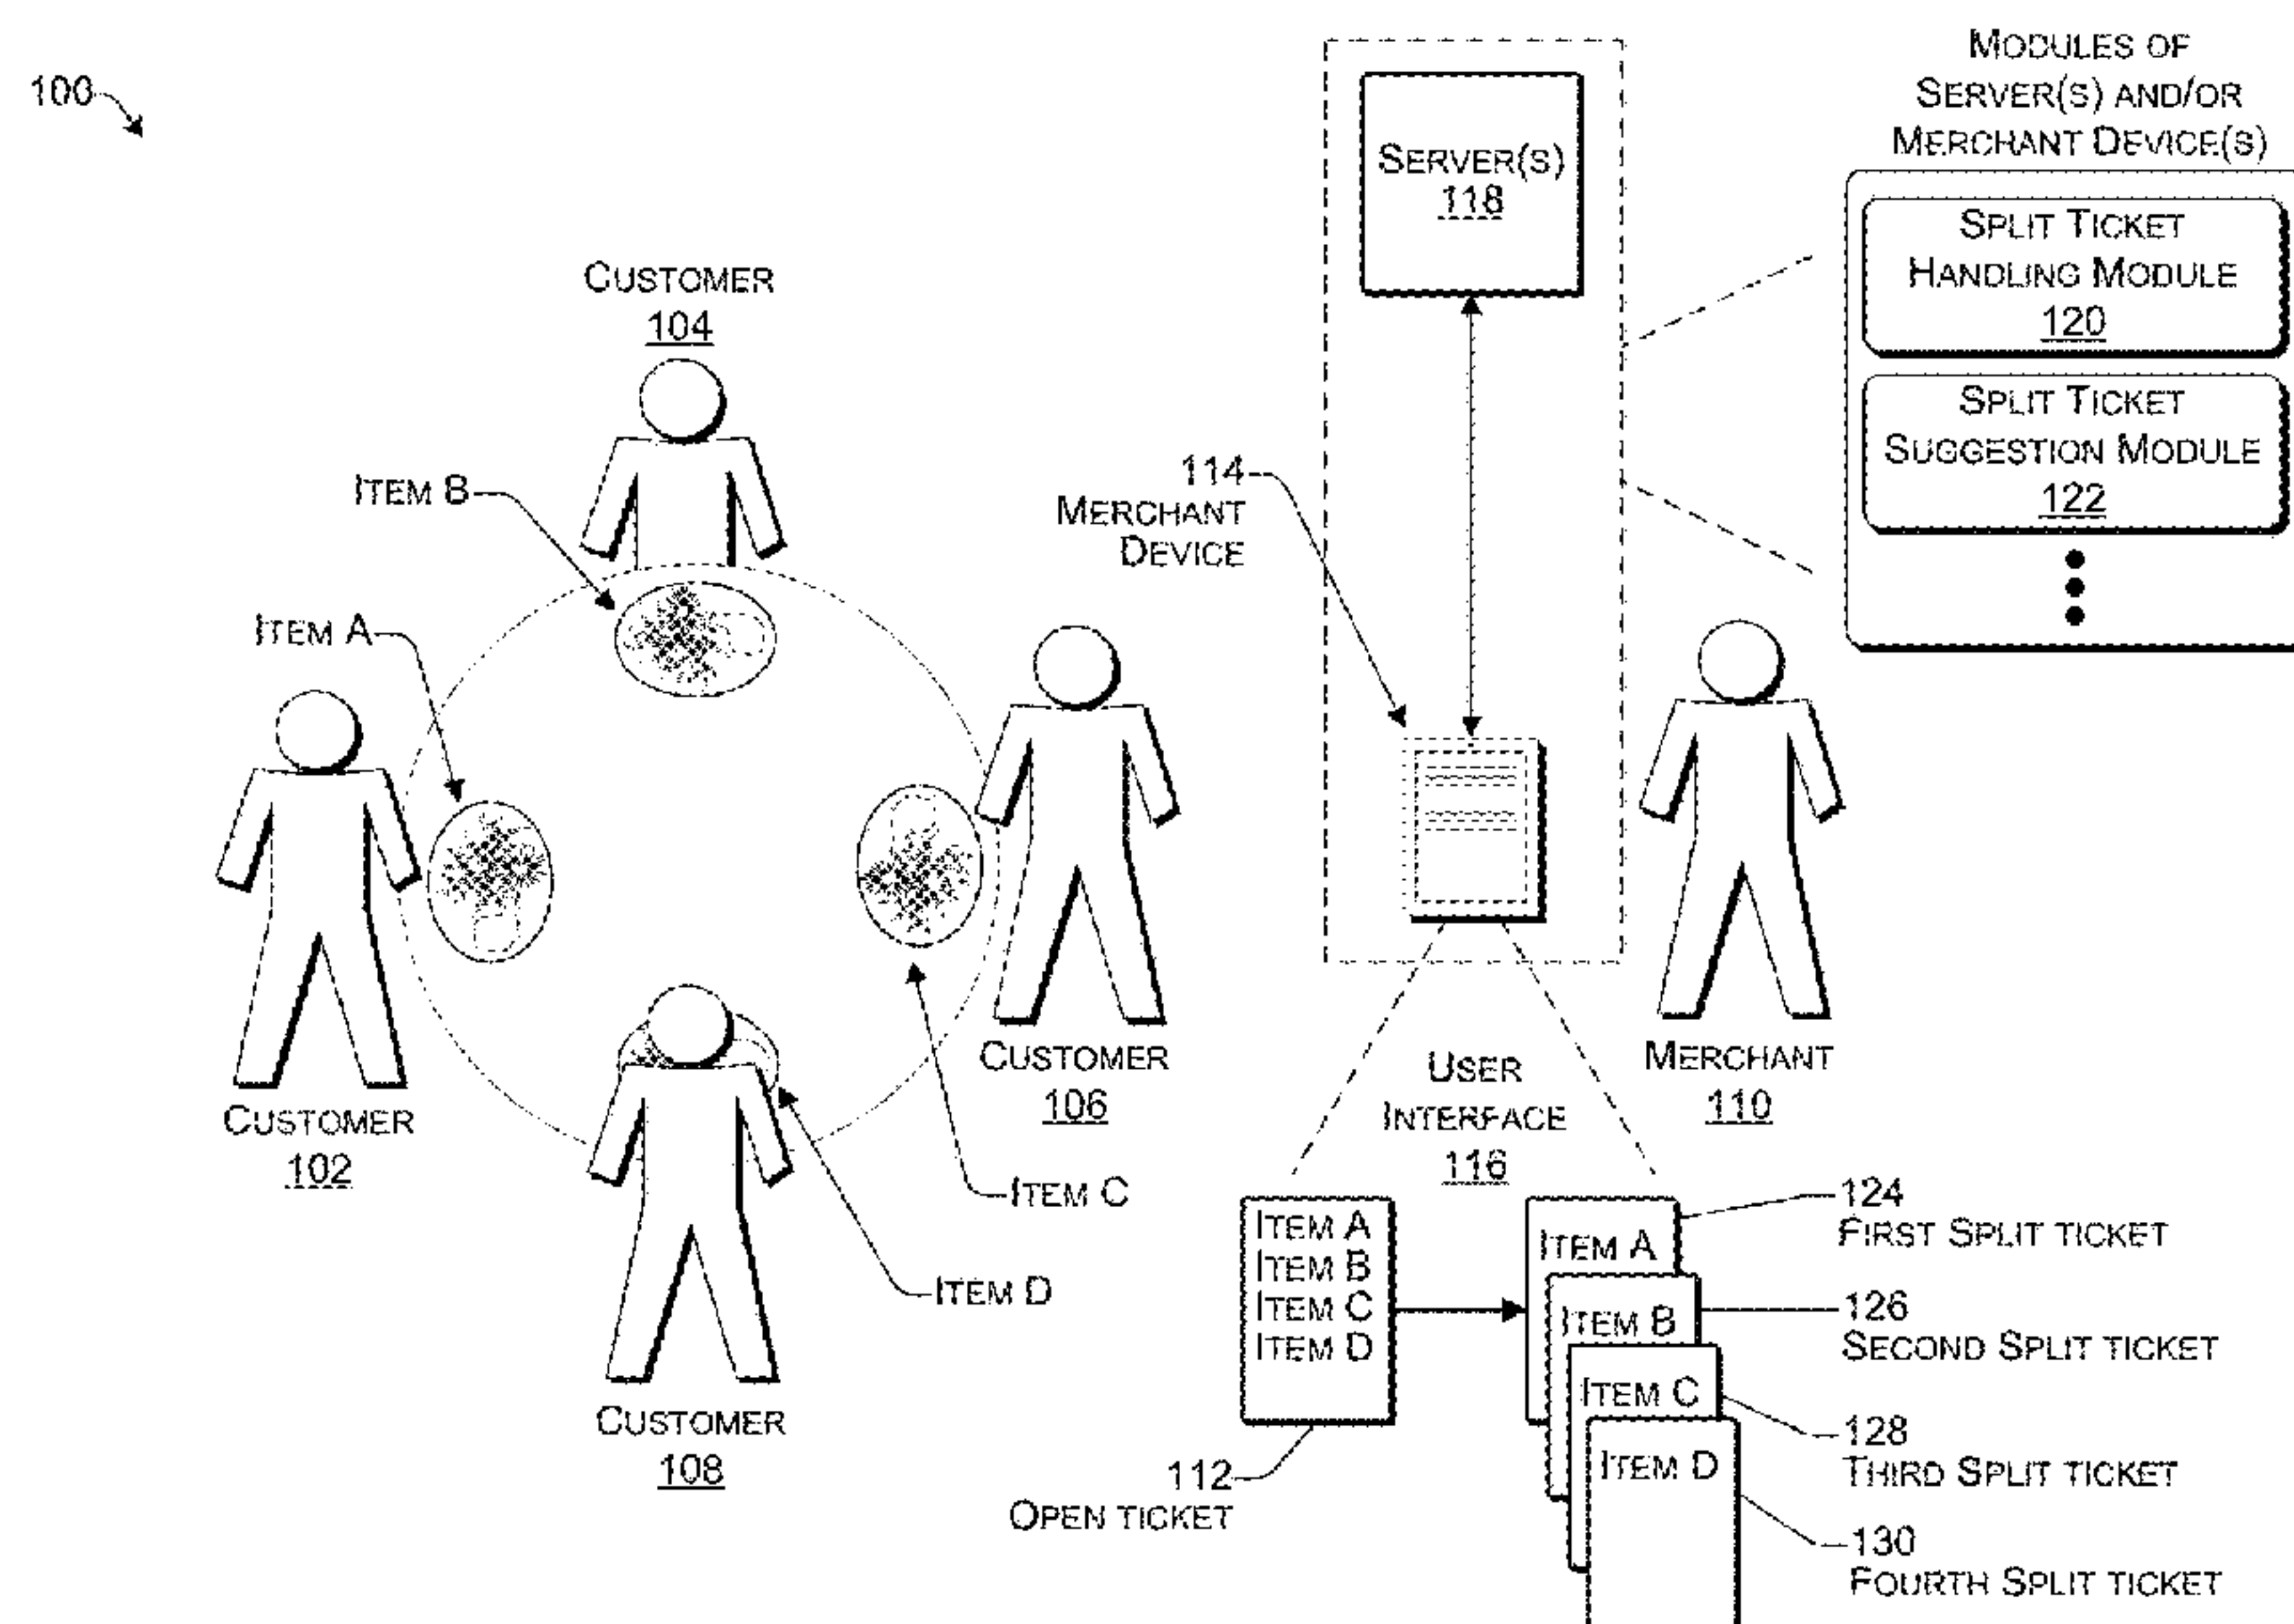 100
MODULES OF
SERVER(S) AND/OR
MERCHANT DEVICE(S)
SERVER(S)
118
SPLIT TICKET
HANDLING MODULE
120
SPLIT TICKET
SUGGESTION MODULE
122
CUSTOMER
104
ITEM B
ITEM A
114
MERCHANT
DEVICE
CUSTOMER
102
CUSTOMER
106
ITEM C
ITEM D
CUSTOMER
108
USER
INTERFACE
116
MERCHANT
110
ITEM A
ITEM B
ITEM C
ITEM D
112
OPEN TICKET
ITEM A
ITEM B
ITEM C
ITEM D
124
FIRST SPLIT TICKET
126
SECOND SPLIT TICKET
128
THIRD SPLIT TICKET
130
FOURTH SPLIT TICKET